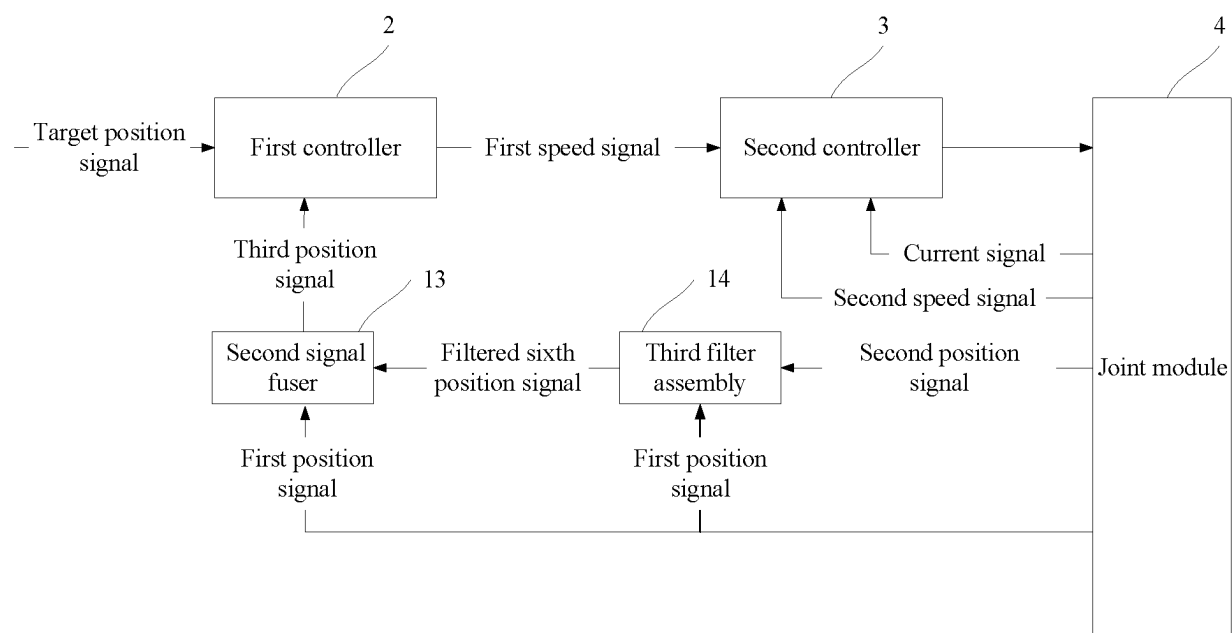 2
3
4
Target position
signal
First controller
First speed signal
Second controller
Third position
signal
Current signal
Second speed signal
13
14
Second signal
fuser
Filtered sixth
position signal
Third filter
assembly
Second position
signal
Joint module
First position
signal
First position
signal